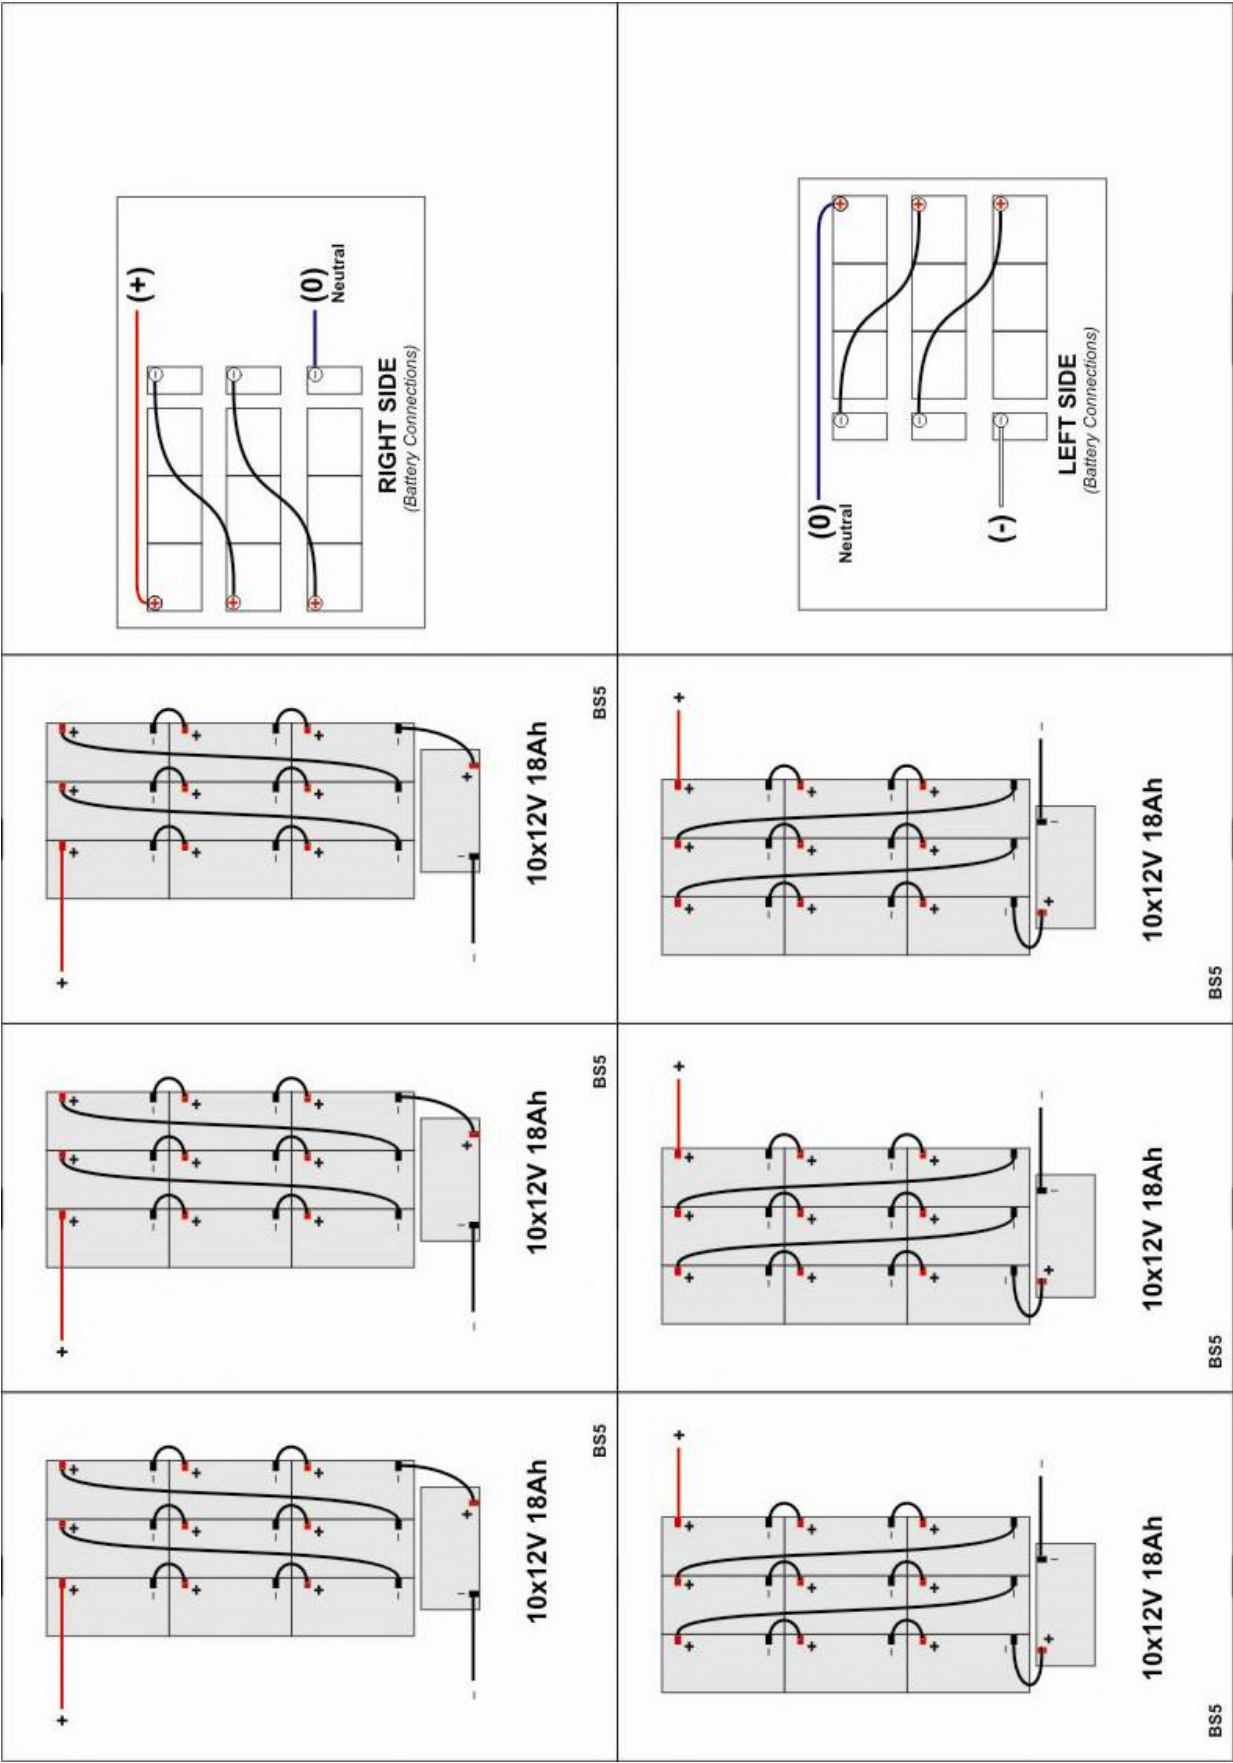 (+)
(0)
Neutral
RIGHT SIDE
(Battery Connections)
(0)
Neutral
(-)
LEFT SIDE
(Battery Connections)
10x12V 18Ah
BS5
10x12V 18Ah
BS5
10x12V 18Ah
BS5
10x12V 18Ah
BS5
10x12V 18Ah
BS5
10x12V 18Ah
BS5